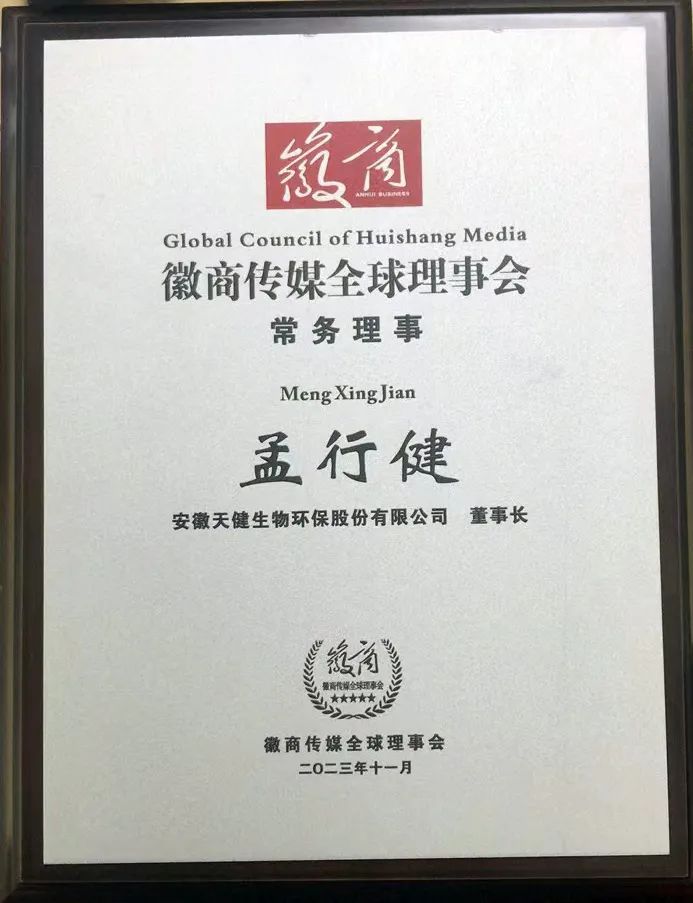 徽商
ANHUI BUSINESS
Global Council of Huishang Media
徽商传媒全球理事会
常务理事
Meng Xing Jian
孟行健
安徽天健生物环保股份有限公司 董事长
徽商
徽商传媒全球理事会
★★★★★
徽商传媒全球理事会
二〇二三年十一月